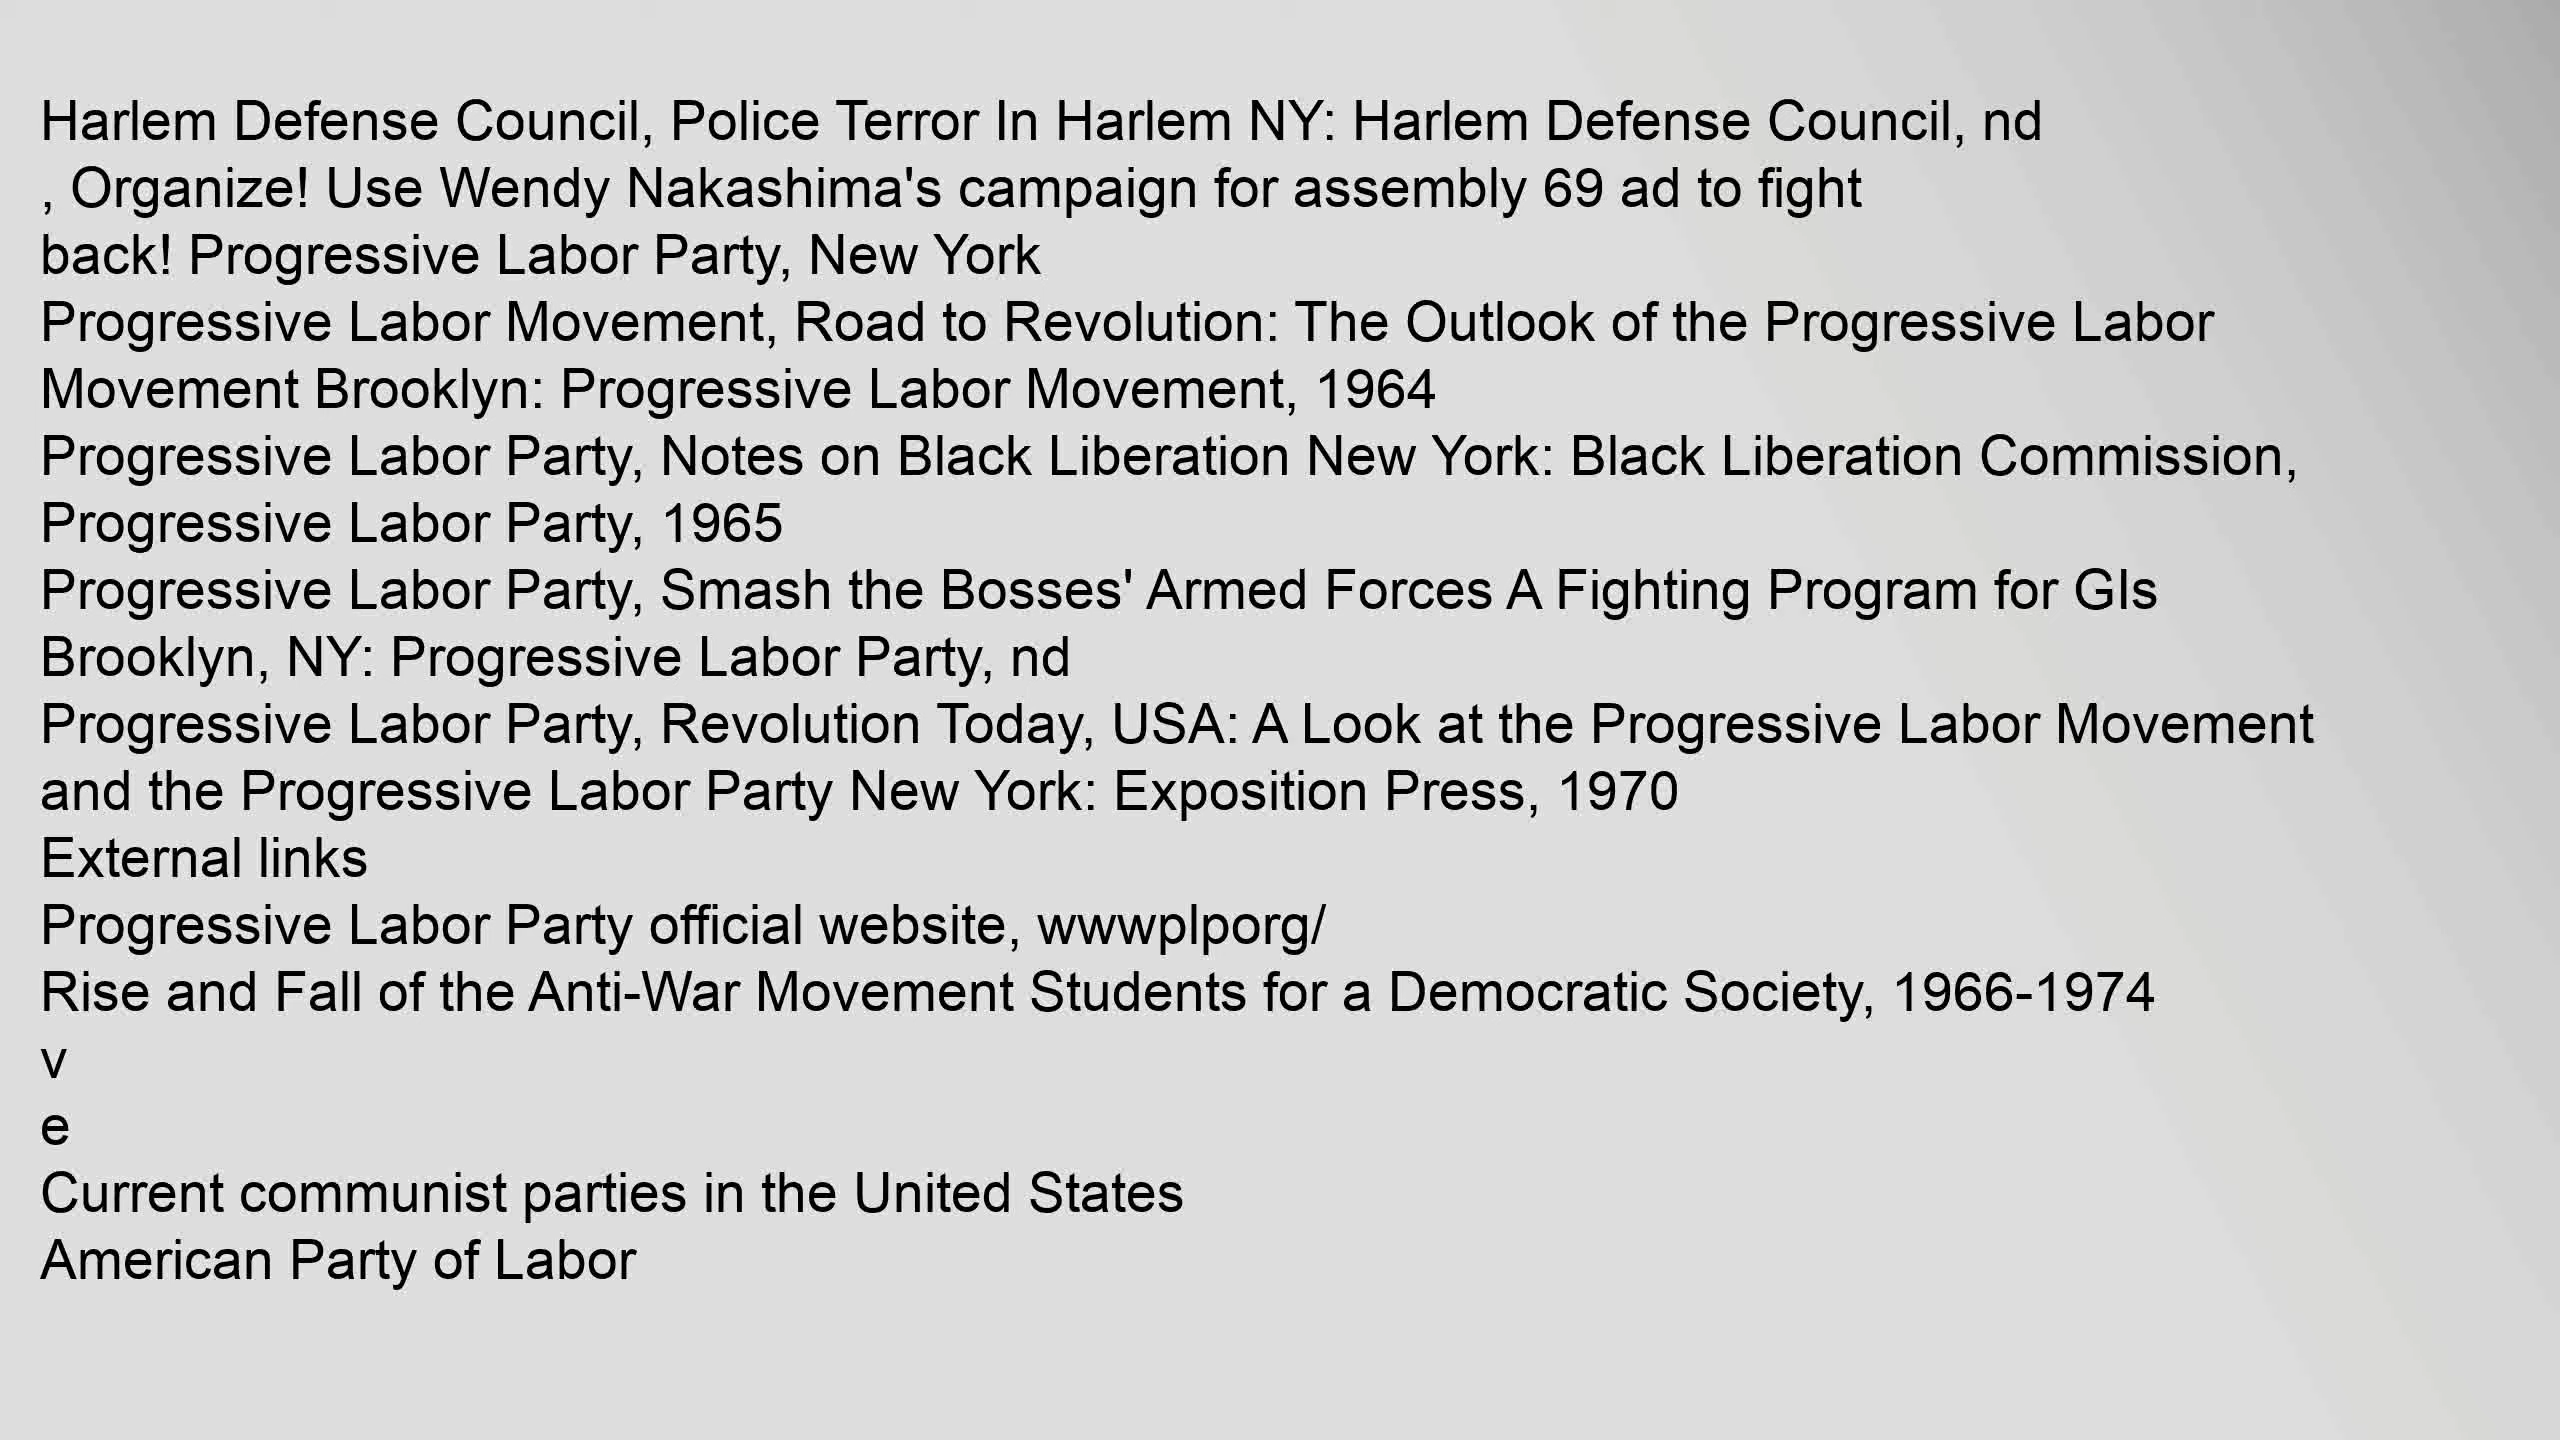 Harlem Defense Council, Police Terror In Harlem NY: Harlem Defense Council, nd
, Organize! Use Wendy Nakashima's campaign for assembly 69 ad to fight
back! Progressive Labor Party, New York
Progressive Labor Movement, Road to Revolution: The Outlook of the Progressive Labor
Movement Brooklyn: Progressive Labor Movement, 1964
Progressive Labor Party, Notes on Black Liberation New York: Black Liberation Commission,
Progressive Labor Party, 1965
Progressive Labor Party, Smash the Bosses' Armed Forces A Fighting Program for GIs
Brooklyn, NY: Progressive Labor Party, nd
Progressive Labor Party, Revolution Today, USA: A Look at the Progressive Labor Movement
and the Progressive Labor Party New York: Exposition Press, 1970
External links
Progressive Labor Party official website, wwwplporg/
Rise and Fall of the Anti-War Movement Students for a Democratic Society, 1966-1974
v
e
Current communist parties in the United States
American Party of Labor